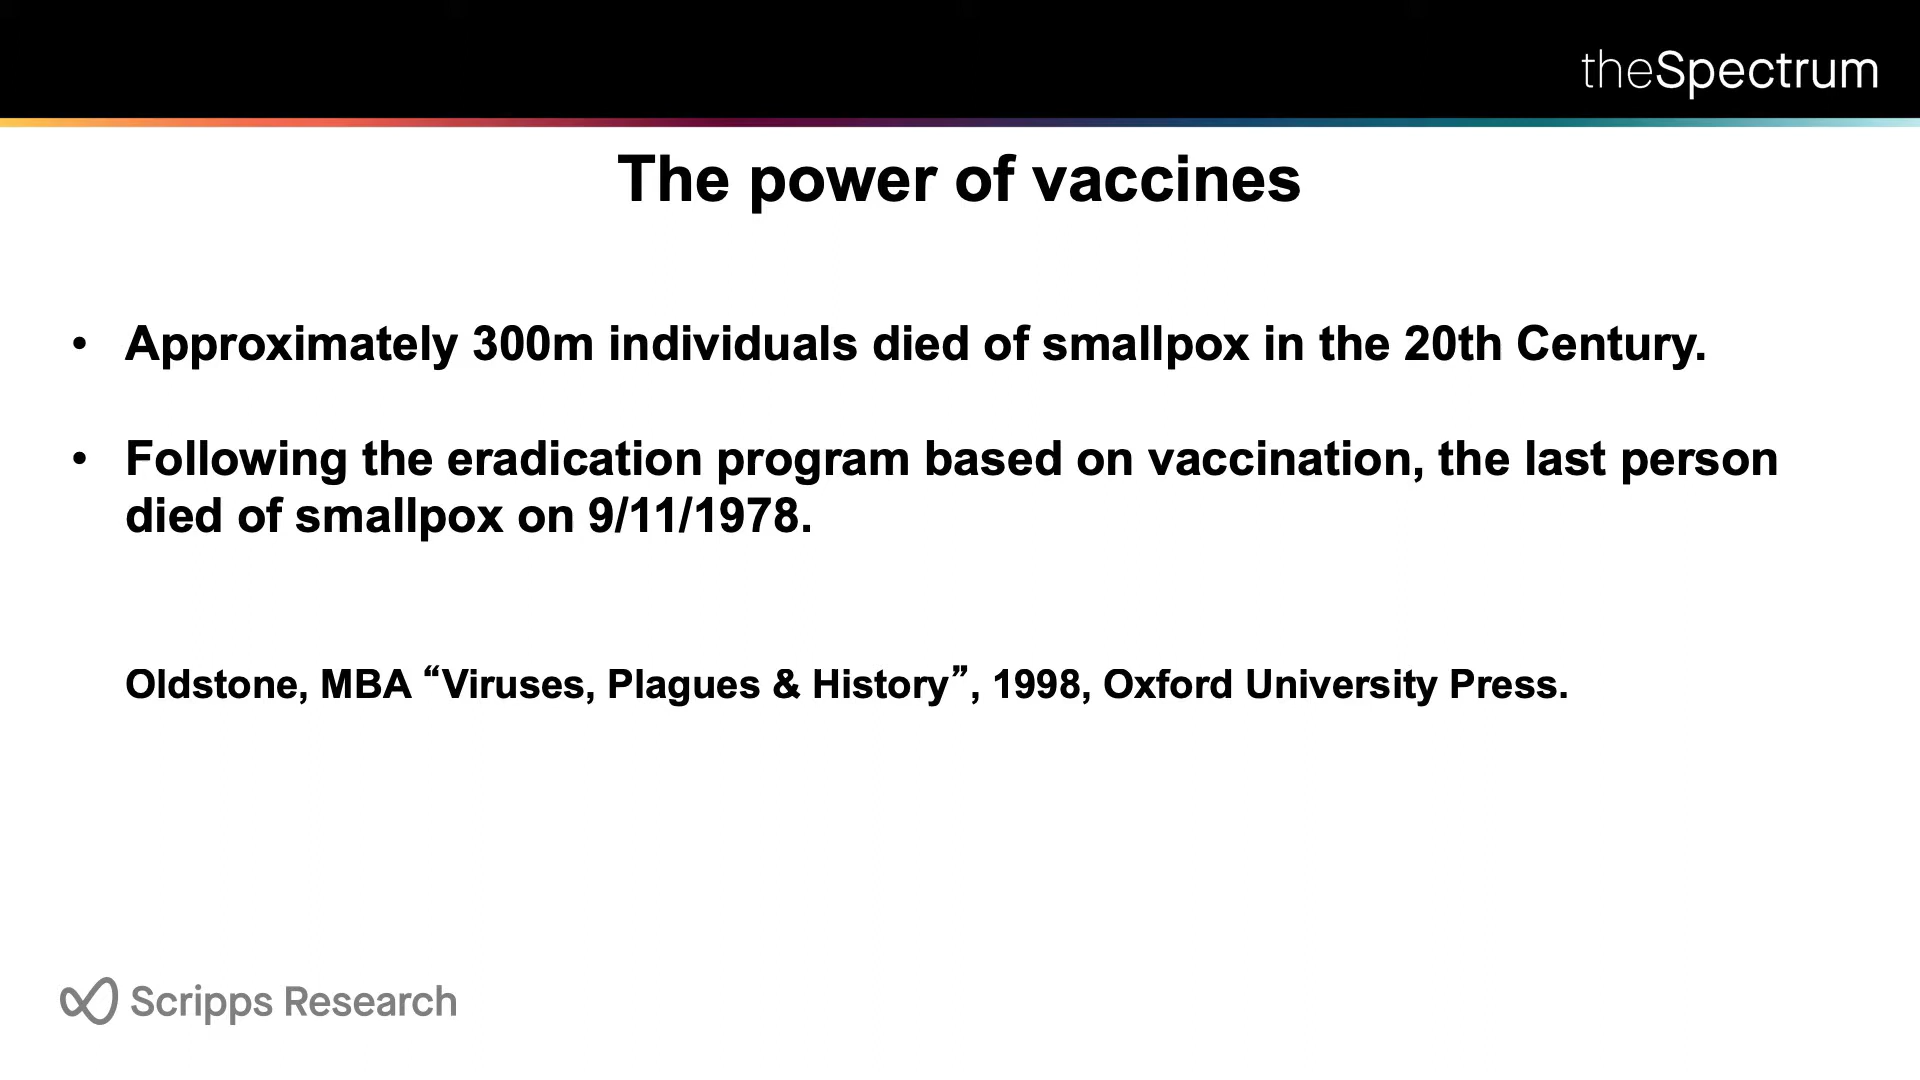 theSpectrum
The power of vaccines
• Approximately 300m individuals died of smallpox in the 20th Century.
• Following the eradication program based on vaccination, the last person
died of smallpox on 9/11/1978.
Oldstone, MBA “Viruses, Plagues & History”, 1998, Oxford University Press.
Scripps Research